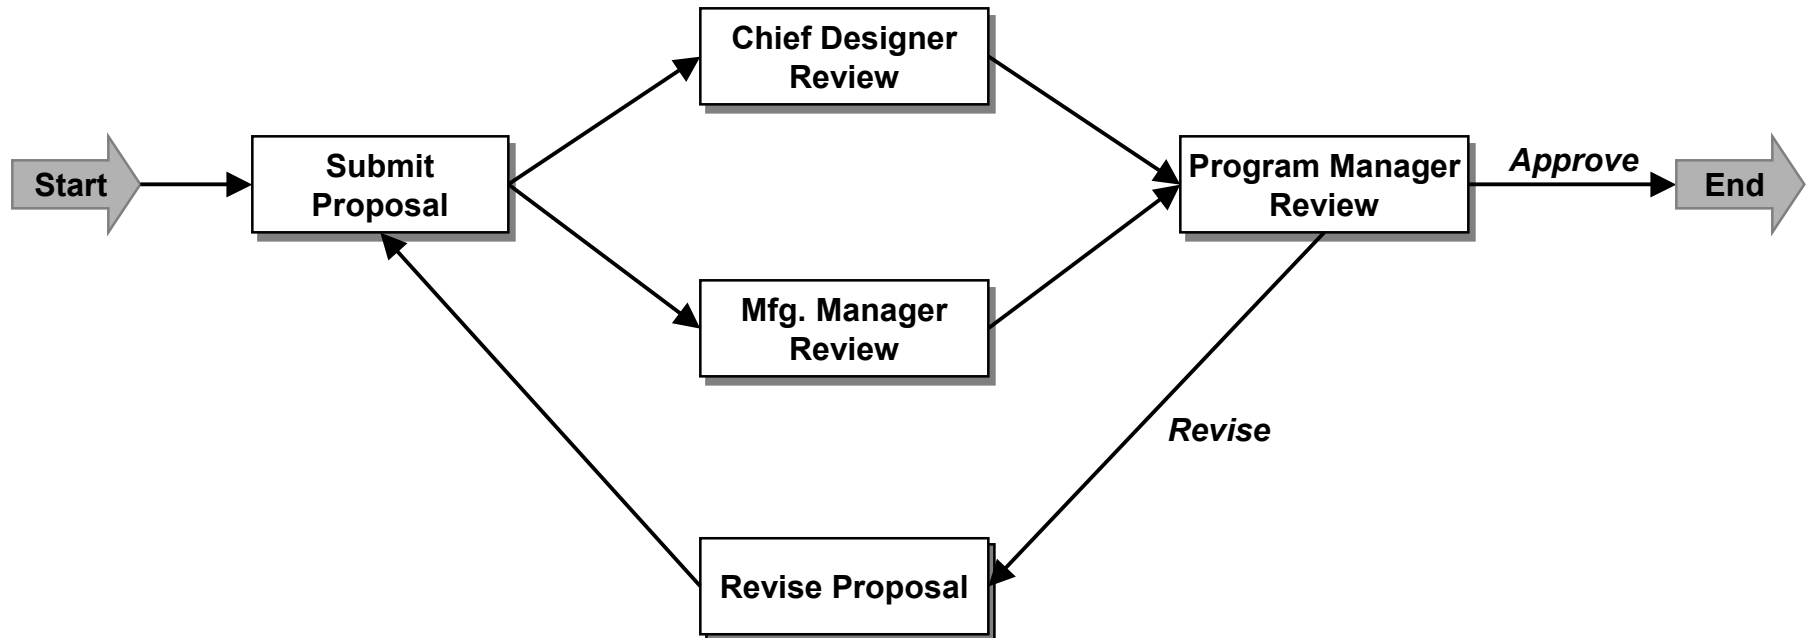 Chief Designer
Review
Start
Submit
Proposal
Program Manager
Review
Approve
End
Mfg. Manager
Review
Revise
Revise Proposal